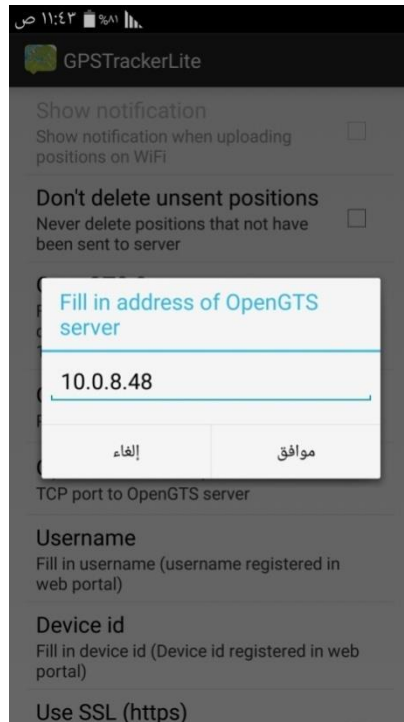 ١١:٤٣ ص
%٨١
GPSTrackerLite
Show notification
Show notification when uploading
positions on WiFi
Don't delete unsent positions
Never delete positions that not have
been sent to server
Fill in address of OpenGTS
server
10.0.8.48
إلغاء
موافق
TCP port to OpenGTS server
Username
Fill in username (username registered in
web portal)
Device id
Fill in device id (Device id registered in web
portal)
Use SSL (https)